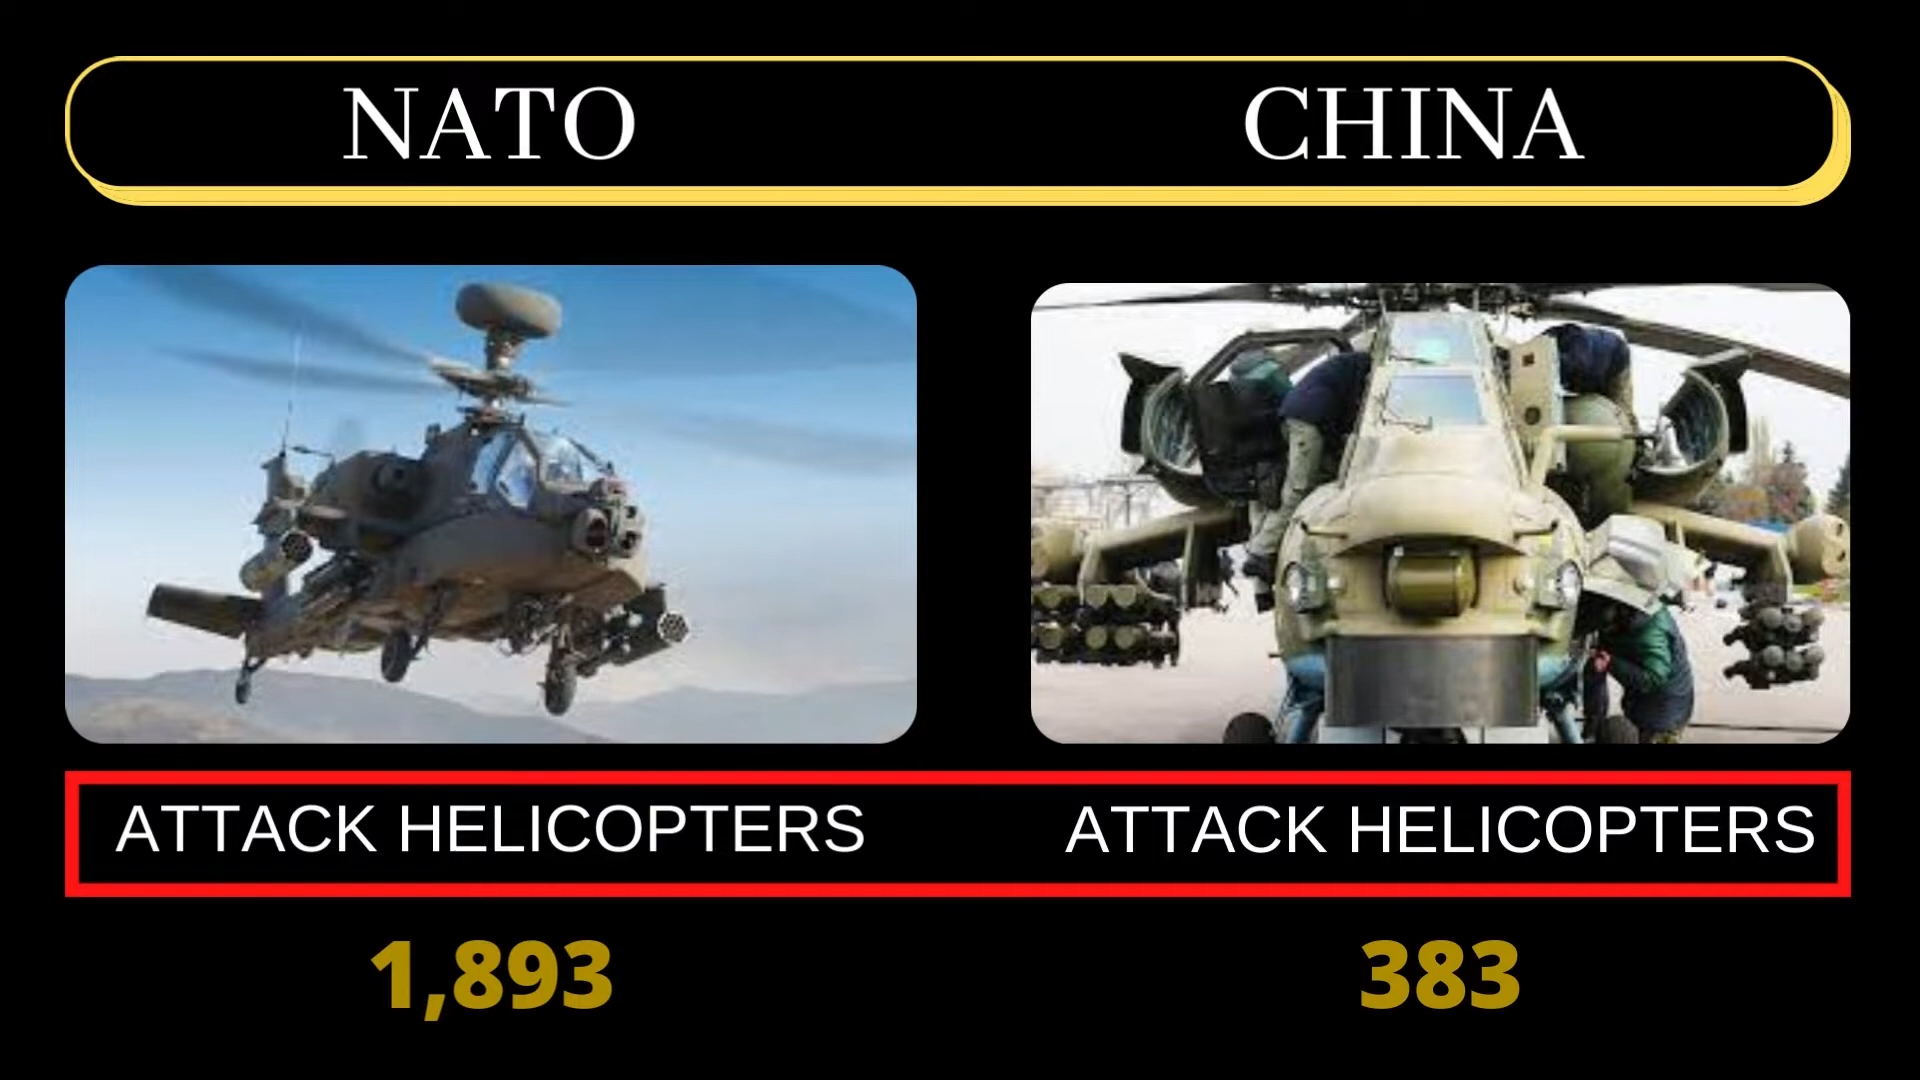 NATO
CHINA
ATTACK HELICOPTERS
ATTACK HELICOPTERS
1,893
383